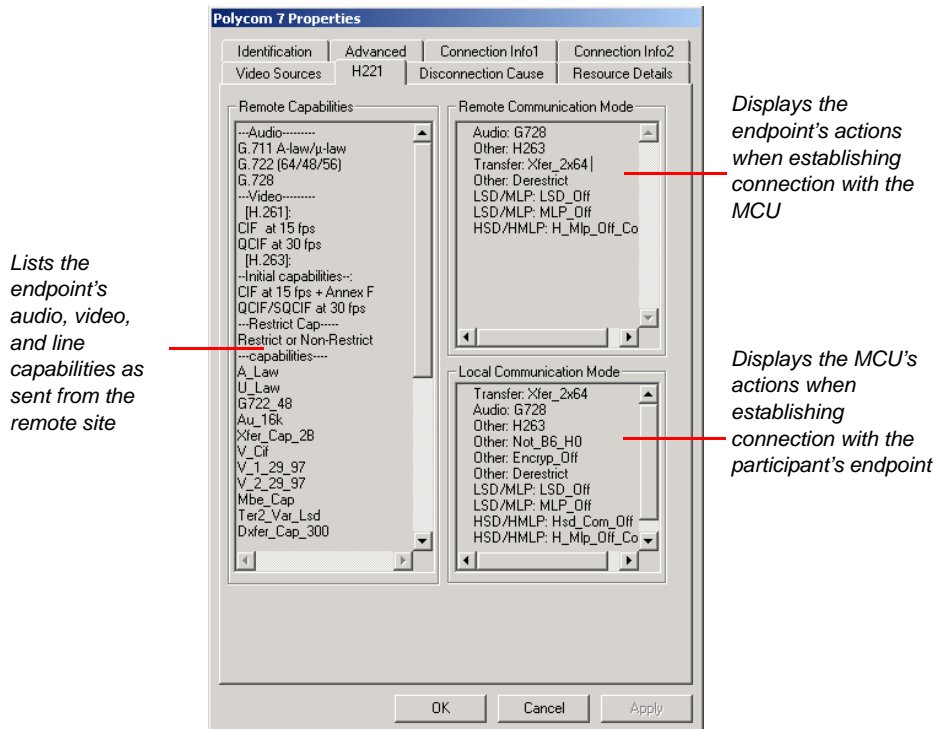 Polycom 7 Properties
Identification
Advanced
Connection Info1
Connection Info2
Video Sources
H221
Disconnection Cause
Resource Details
Remote Capabilities
---Audio---------
G.711 A-law/µ-law
G.722 (64/48/56)
G.728
---Video---------
[H.261]:
CIF at 15 fps
QCIF at 30 fps
[H.263]:
--Initial capabilities--:
CIF at 15 fps + Annex F
QCIF/SQCIF at 30 fps
---Restrict Cap-----
Restrict or Non-Restrict
---capabilities----
A_Law
U_Law
G722_48
Au_16k
Xfer_Cap_2B
V_Cif
V_1_29_97
V_2_29_97
Mbe_Cap
Ter2_Var_Lsd
Dxfer_Cap_300
Remote Communication Mode
Audio: G728
Other: H263
Transfer: Xfer_2x64
Other: Derestrict
LSD/MLP: LSD_Off
LSD/MLP: MLP_Off
HSD/HMLP: H_Mlp_Off_Co
Local Communication Mode
Transfer: Xfer_2x64
Audio: G728
Other: H263
Other: Not_B6_H0
Other: Encryp_Off
Other: Derestrict
LSD/MLP: LSD_Off
LSD/MLP: MLP_Off
HSD/HMLP: Hsd_Com_Off
HSD/HMLP: H_Mlp_Off_Co
OK
Cancel
Apply
Lists the
endpoint's
audio, video,
and line
capabilities as
sent from the
remote site
Displays the
endpoint's actions
when establishing
connection with the
MCU
Displays the MCU's
actions when
establishing
connection with the
participant's endpoint